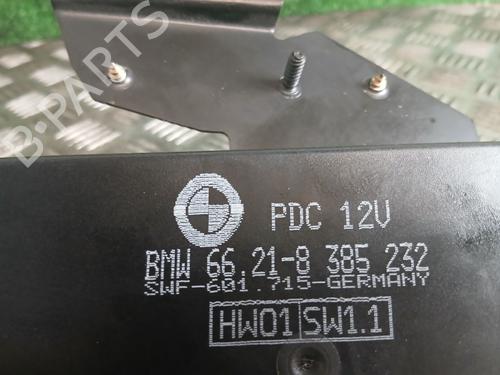 B-PARTS
PDC 12V
BMW 66.21-8 385 232
SWF-601.715-GERMANY
HW01 SW1.1